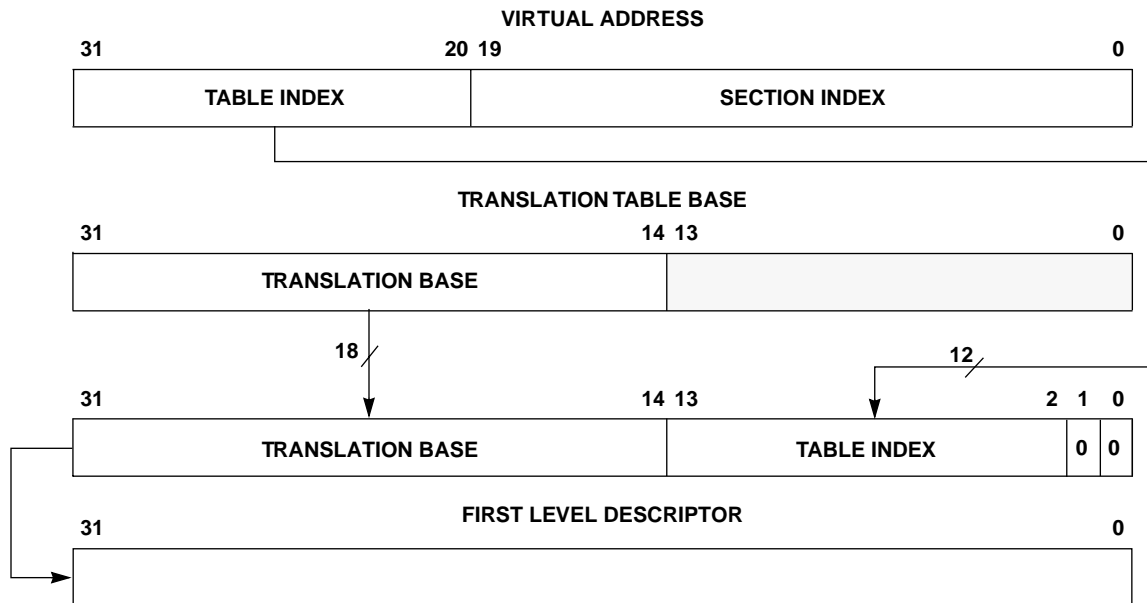 VIRTUAL ADDRESS
31 20 19 0
TABLE INDEX SECTION INDEX
TRANSLATION TABLE BASE
31 14 13 0
TRANSLATION BASE
18 12
31 14 13 2 1 0
TRANSLATION BASE TABLE INDEX 0 0
FIRST LEVEL DESCRIPTOR
31 0